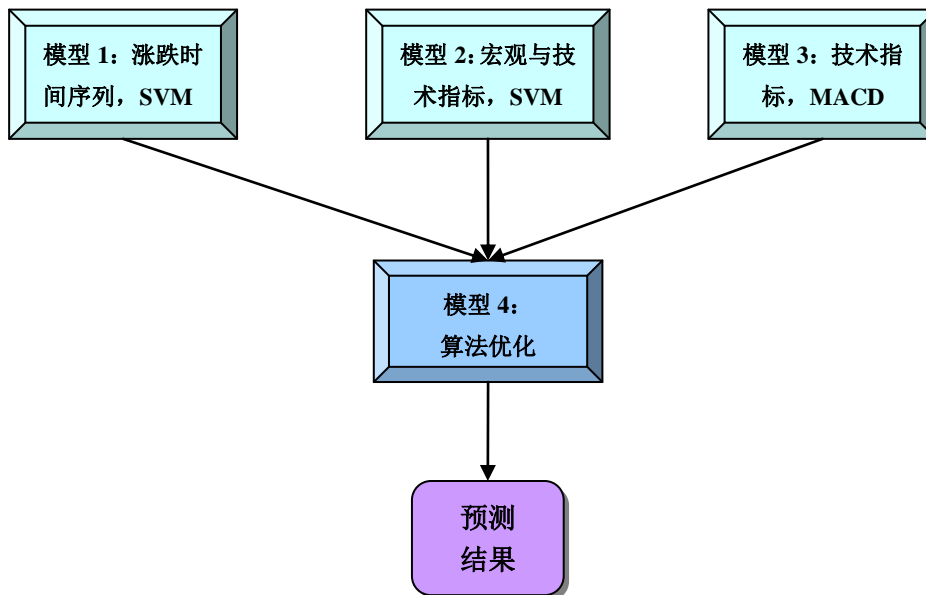 模型 1：涨跌时
间序列，SVM
模型 2：宏观与技
术指标，SVM
模型 3：技术指
标，MACD
模型 4：
算法优化
预测
结果